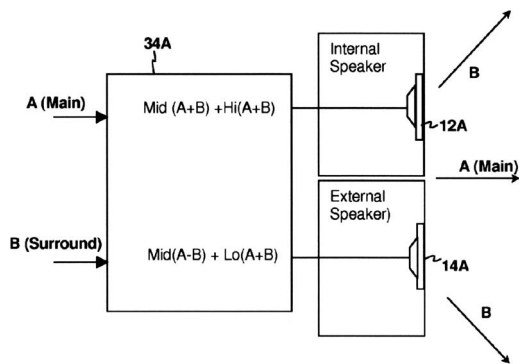 34A
Internal
Speaker
B
A (Main)
Mid (A+B) +Hi(A+B)
12A
A (Main)
External
Speaker)
B (Surround)
Mid(A-B) + Lo(A+B)
14A
B